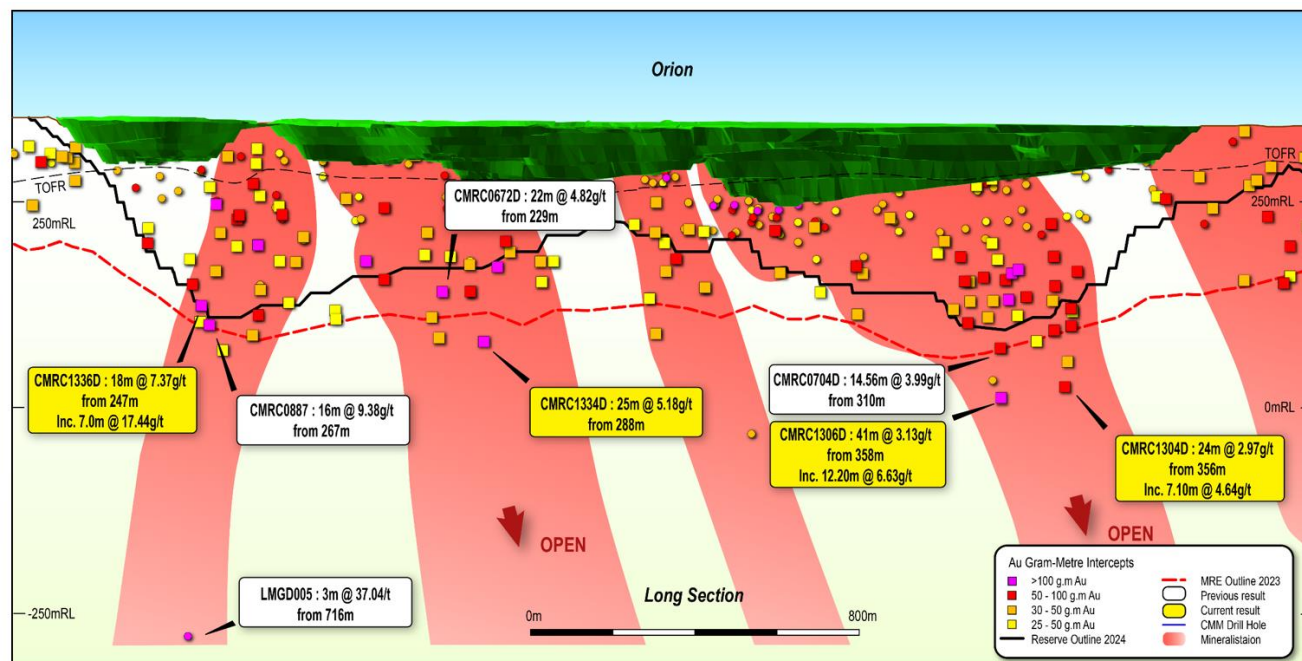 Orion
TOFR
250mRL
TOFR
250mRL
CMRC0672D : 22m @ 4.82g/t
from 229m
CMRC1336D : 18m @ 7.37g/t
from 247m
Inc. 7.0m @ 17.44g/t
CMRC0887 : 16m @ 9.38g/t
from 267m
CMRC1334D : 25m @ 5.18g/t
from 288m
CMRC0704D : 14.56m @ 3.99g/t
from 310m
CMRC1306D : 41m @ 3.13g/t
from 358m
Inc. 12.20m @ 6.63g/t
0mRL
CMRC1304D : 24m @ 2.97g/t
from 356m
Inc. 7.10m @ 4.64g/t
OPEN
OPEN
LMGD005 : 3m @ 37.04/t
from 716m
-250mRL
Long Section
0m
800m
Au Gram-Metre Intercepts
>100 g.m Au
50 - 100 g.m Au
30 - 50 g.m Au
25 - 50 g.m Au
Reserve Outline 2024
MRE Outline 2023
Previous result
Current result
CMM Drill Hole
Mineralistaion